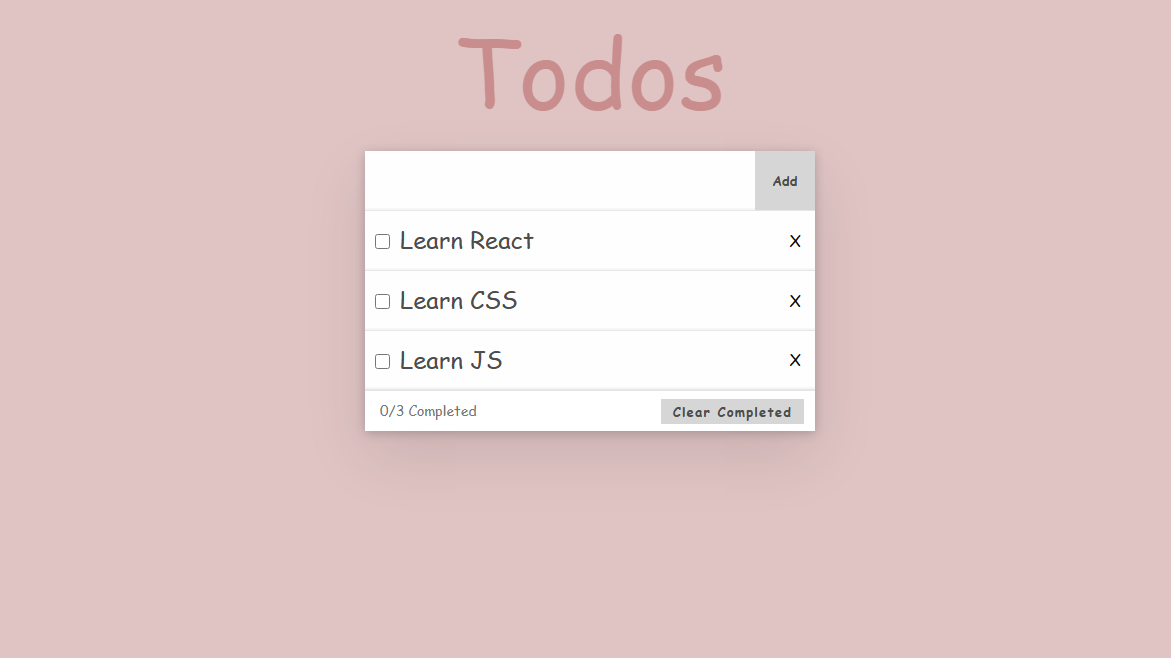 Todos
Add
Learn React X
Learn CSS X
Learn JS X
0/3 Completed Clear Completed